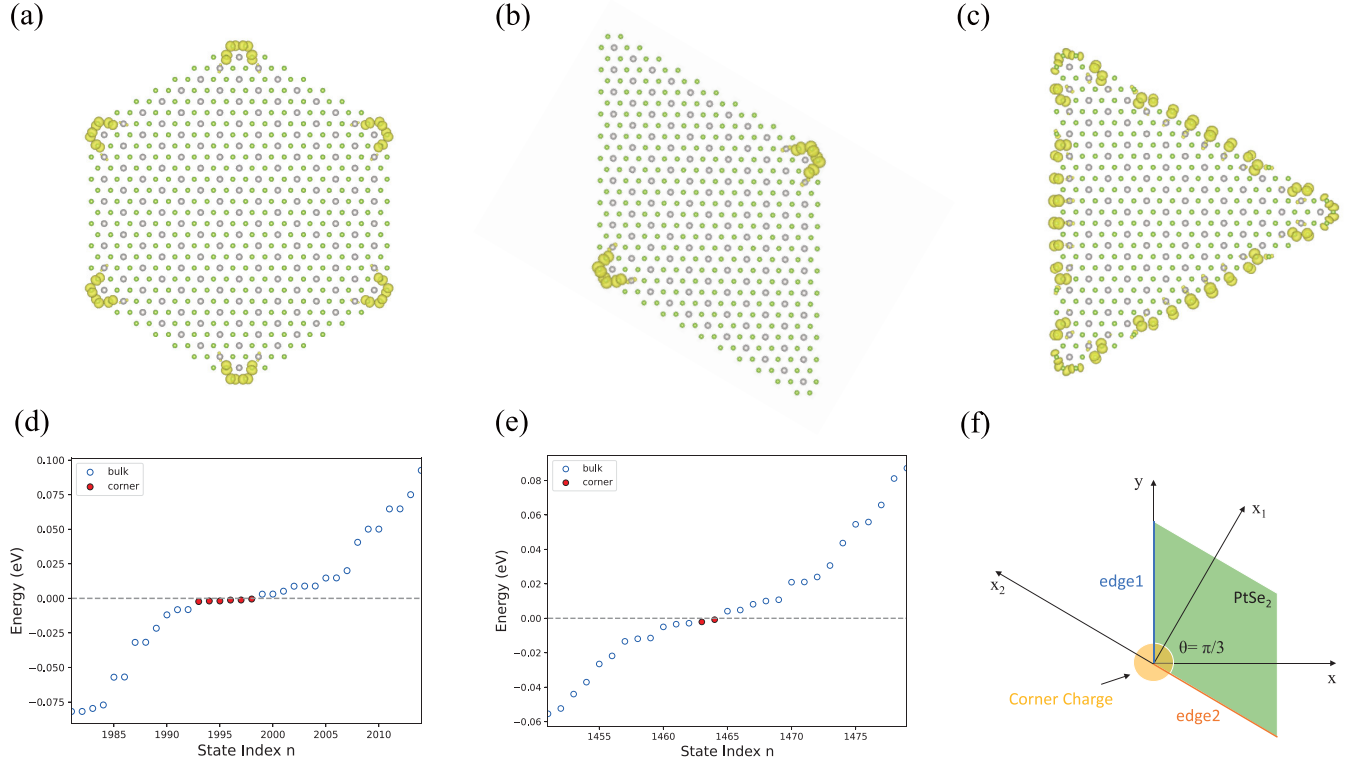 (a)
(b)
(c)
(d)
0.100
0.075
0.050
0.025
0.000
−0.025
−0.050
−0.075
Energy (eV)
bulk
corner
1985
1990
1995
2000
2005
2010
State Index n
(e)
0.08
0.06
0.04
0.02
0.00
−0.02
−0.04
−0.06
Energy (eV)
bulk
corner
1455
1460
1465
1470
1475
State Index n
(f)
y
x₁
x₂
edge1
PtSe₂
θ= π/3
x
Corner Charge
edge2